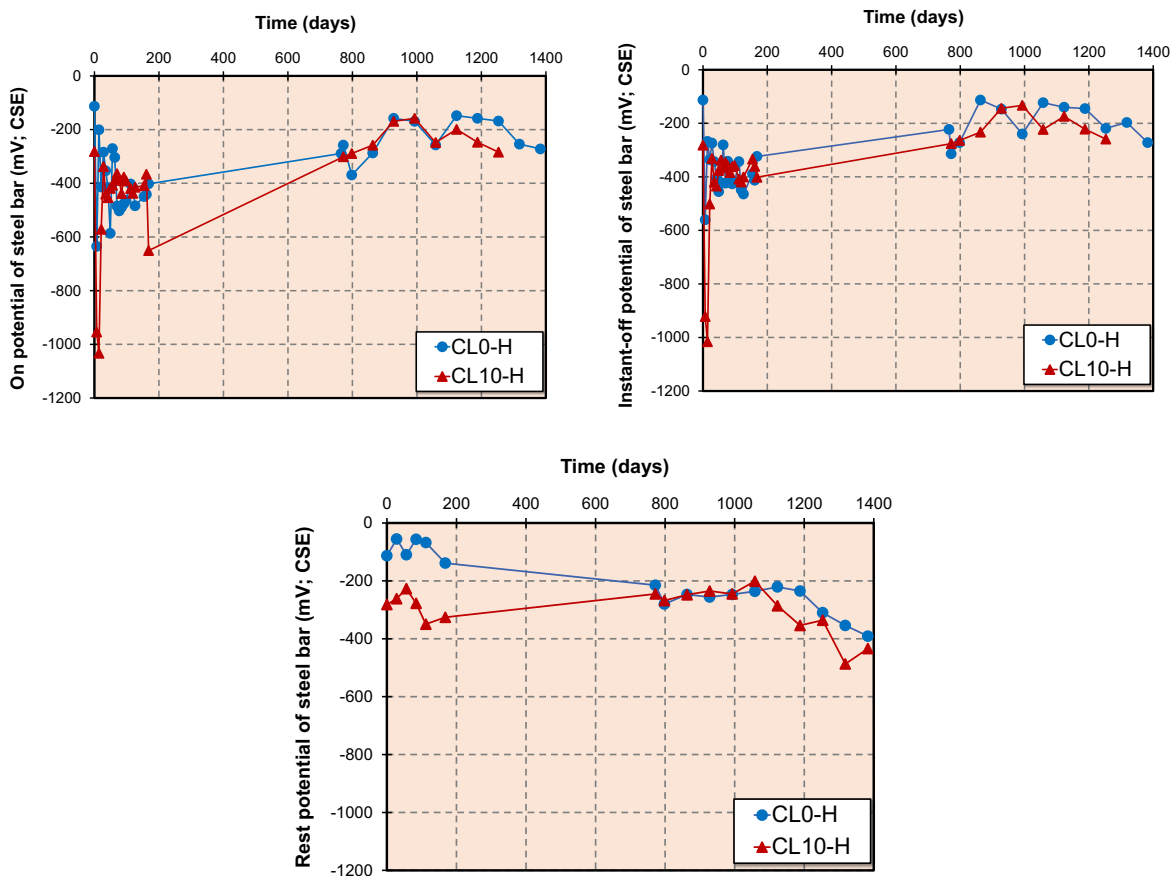 Time (days)
0 200 400 600 800 1000 1200 1400
On potential of steel bar (mV; CSE)
0
-200
-400
-600
-800
-1000
-1200
CL0-H
CL10-H
Time (days)
0 200 400 600 800 1000 1200 1400
Instant-off potential of steel bar (mV; CSE)
0
-200
-400
-600
-800
-1000
-1200
CL0-H
CL10-H
Time (days)
0 200 400 600 800 1000 1200 1400
Rest potential of steel bar (mV; CSE)
0
-200
-400
-600
-800
-1000
-1200
CL0-H
CL10-H